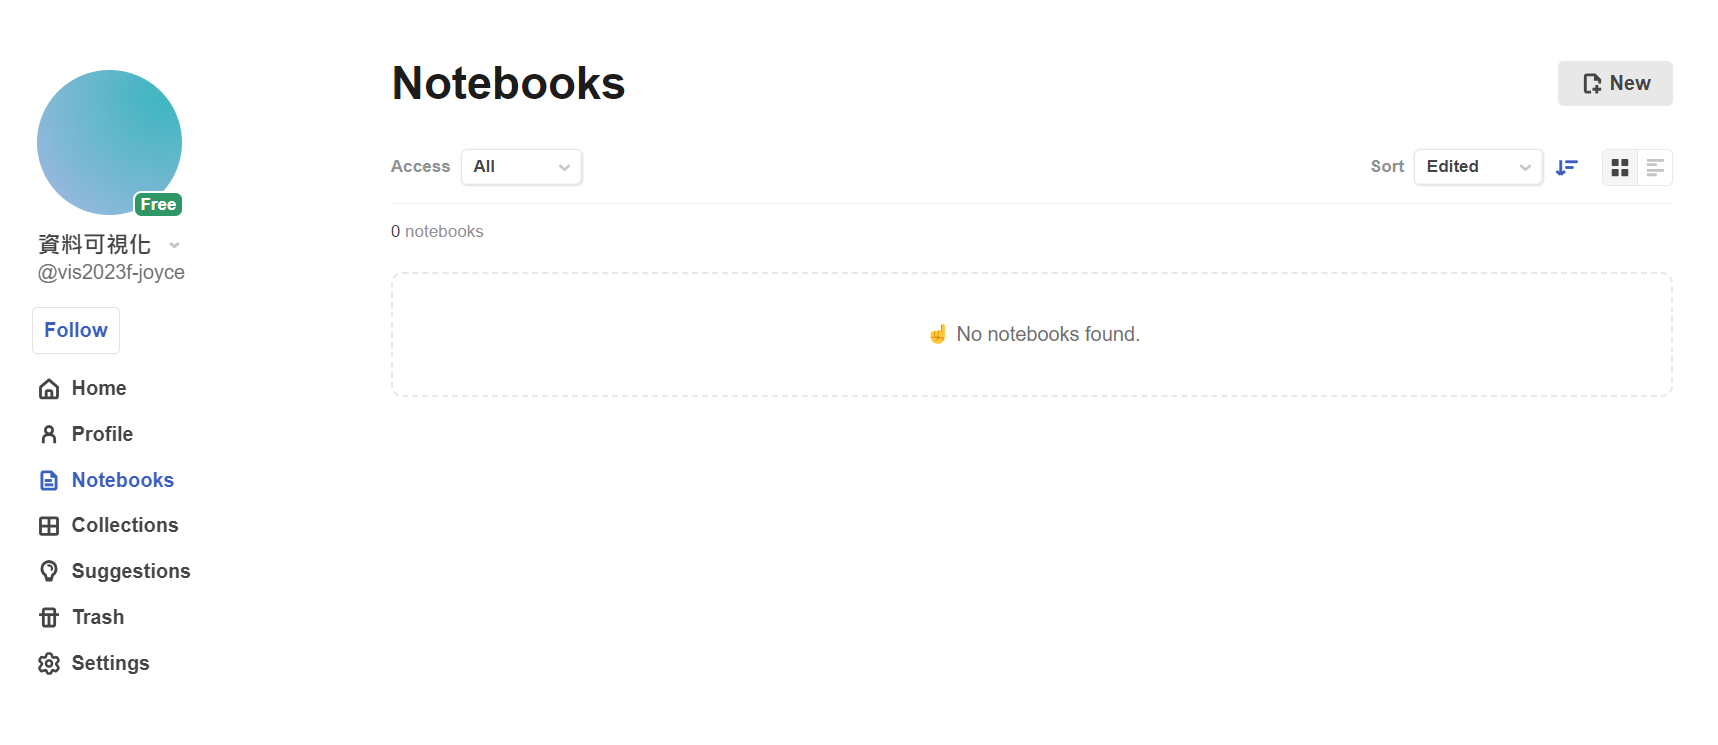 Free
資料可視化
@vis2023f-joyce
Follow
Home
Profile
Notebooks
Collections
Suggestions
Trash
Settings
Notebooks
New
Access All
Sort Edited
0 notebooks
☝️ No notebooks found.